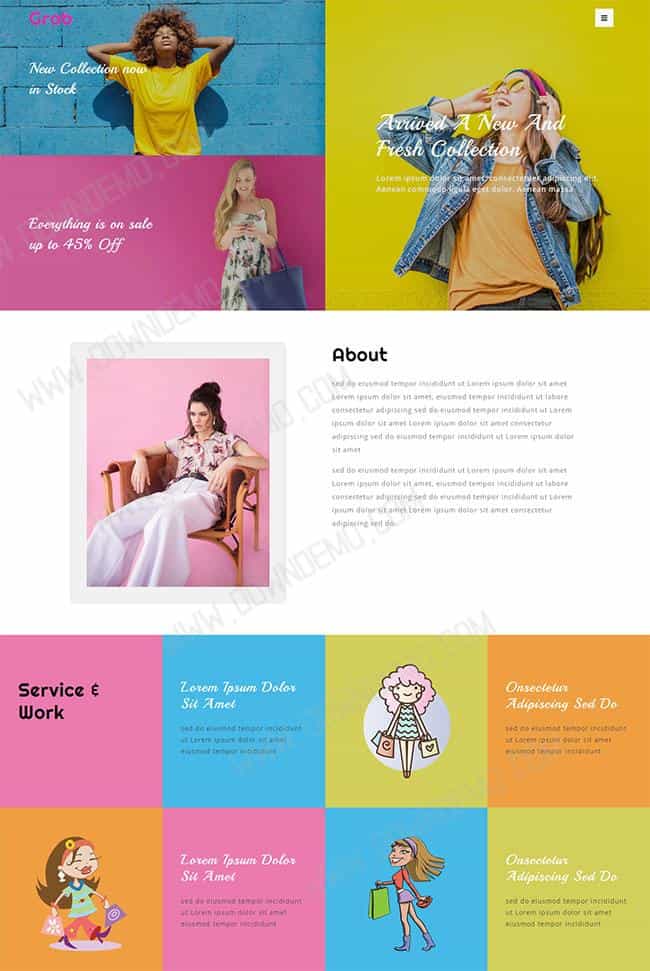 Grab
New Collection now
in Stock
Everything is on sale
up to 45% Off
Arrived A New And
Fresh Collection
Lorem ipsum dolor sit amet, consectetuer adipiscing elit.
Aenean commodo ligula eget dolor. Aenean massa
About
sed do eiusmod tempor incididunt ut Lorem ipsum dolor sit amet
Lorem ipsum dolor sit amet, eiusmod tempor incididunt ut labore
consectetur adipiscing sed do eiusmod tempor incididunt ut Lorem
ipsum dolor sit amet Lorem ipsum dolor sit amet consectetur
adipiscing sed do eiusmod tempor incididunt ut Lorem ipsum dolor
sit amet
sed do eiusmod tempor incididunt ut Lorem ipsum dolor sit amet
Lorem ipsum dolor sit amet, eiusmod tempor incididunt ut labore
consectetur adipiscing sed do eiusmod tempor incididunt ut Lorem
ipsum dolor sit amet Lorem ipsum dolor sit amet consectetur
adipiscing sed do.
Service &
Work
Lorem Ipsum Dolor
Sit Amet
sed do eiusmod tempor incididunt
ut Lorem ipsum dolor sit amet
eiusmod tempor incididunt
Onsectetur
Adipiscing Sed Do
sed do eiusmod tempor incididunt
ut Lorem ipsum dolor sit amet
eiusmod tempor incididunt
Lorem Ipsum Dolor
Sit Amet
sed do eiusmod tempor incididunt
ut Lorem ipsum dolor sit amet
eiusmod tempor incididunt
Onsectetur
Adipiscing Sed Do
sed do eiusmod tempor incididunt
ut Lorem ipsum dolor sit amet
eiusmod tempor incididunt
WWW.DOWNDEMO.COM
WWW.DOWNDEMO.COM